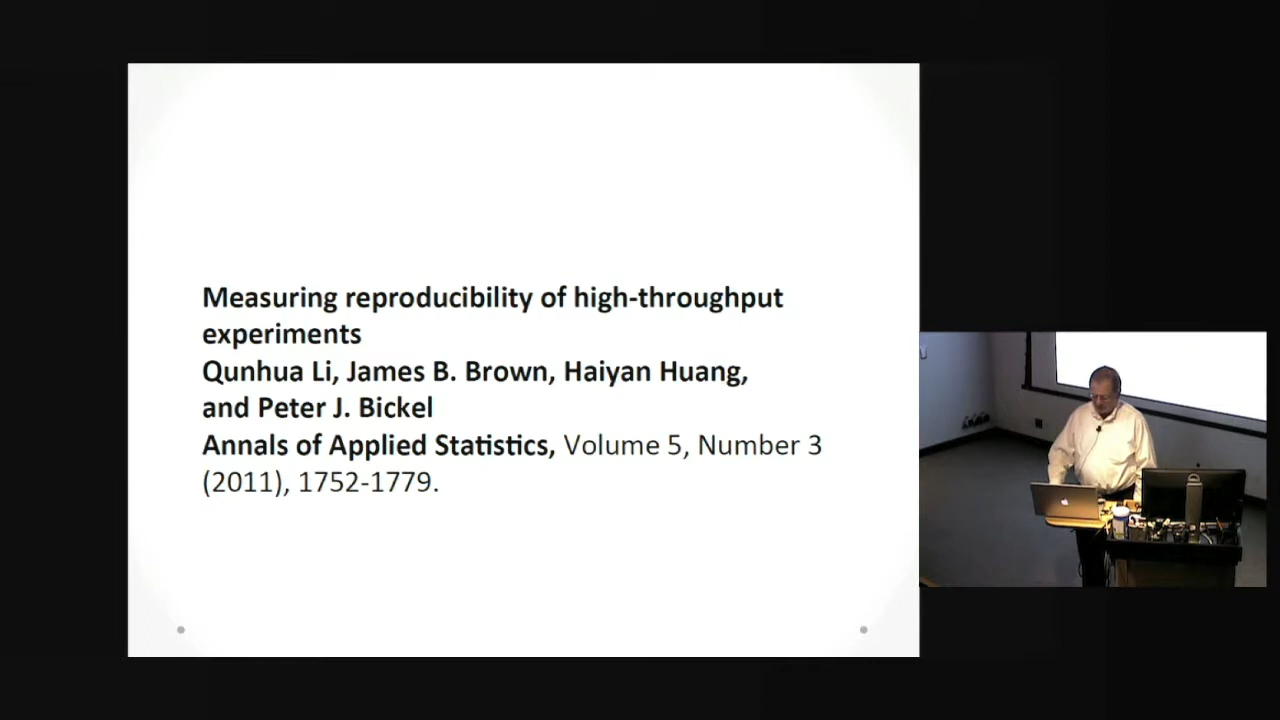 Measuring reproducibility of high-throughput
experiments
Qunhua Li, James B. Brown, Haiyan Huang,
and Peter J. Bickel
Annals of Applied Statistics, Volume 5, Number 3
(2011), 1752-1779.